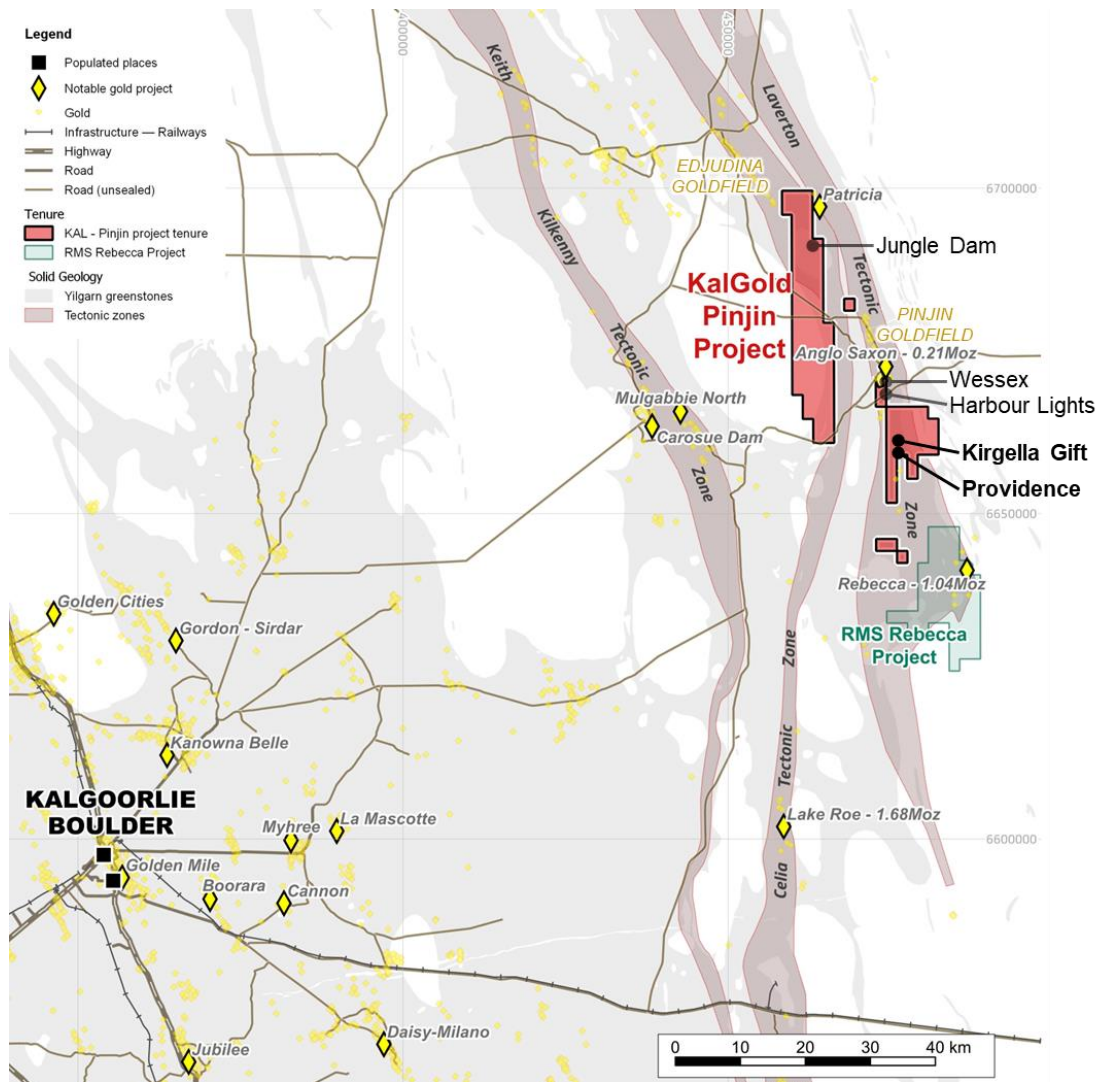 Legend
Populated places
Notable gold project
Gold
Infrastructure — Railways
Highway
Road
Road (unsealed)
Tenure
KAL - Pinjin project tenure
RMS Rebecca Project
Solid Geology
Yilgarn greenstones
Tectonic zones
400000
450000
Keith
Kilkenny
Tectonic
Zone
Laverton
Tectonic
Zone
EDJUDINA
GOLDFIELD
6700000
Patricia
Jungle Dam
KalGold
Pinjin
Project
PINJIN
GOLDFIELD
Anglo Saxon - 0.21Moz
Wessex
Harbour Lights
Mulgabbie North
Carosue Dam
Kirgella Gift
Providence
6650000
Rebecca - 1.04Moz
RMS Rebecca
Project
Golden Cities
Gordon - Sirdar
Zone
Tectonic
Celia
Kanowna Belle
KALGOORLIE
BOULDER
Myhree
La Mascotte
Lake Roe - 1.68Moz
6600000
Golden Mile
Boorara
Cannon
Daisy-Milano
Jubilee
0 10 20 30 40 km